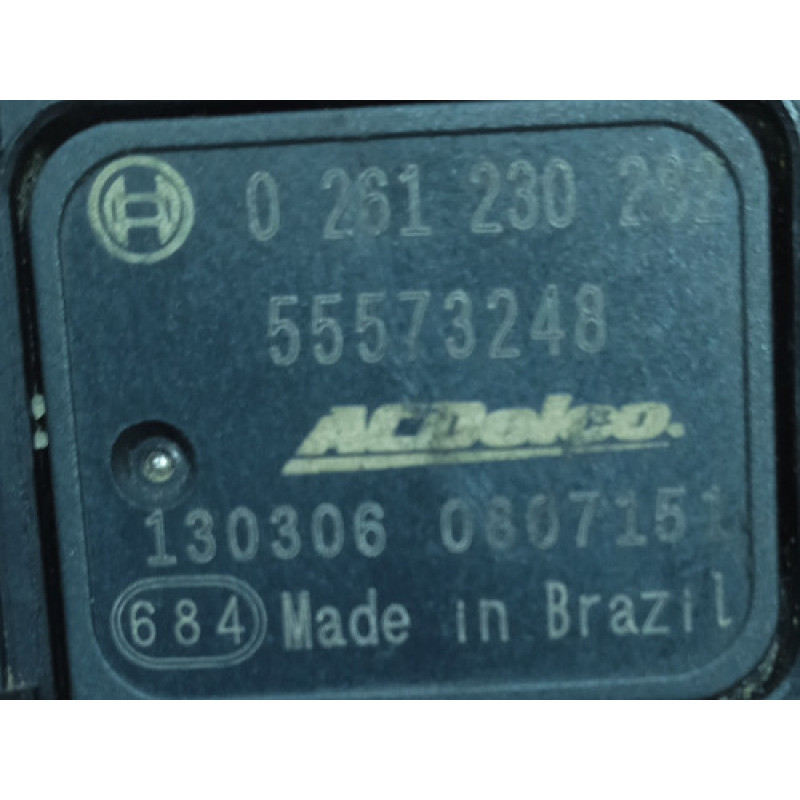 0 261 230 282
55573248
ACDelco.
130306 0807151
684 Made in Brazil